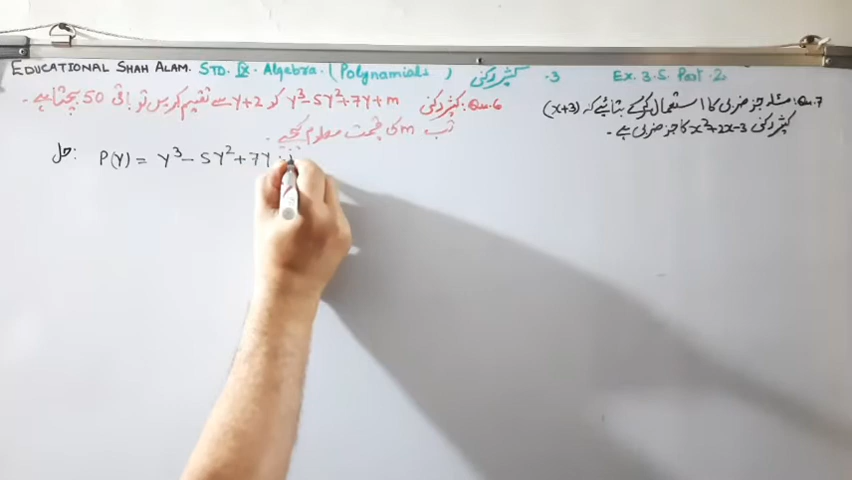 EDUCATIONAL SHAH ALAM. STD. IX. Algebra. (Polynamials) کثیر رکنی .3 Ex. 3.5. Part 2.
Qu.6: کثیر رکنی y³-5y²+7y+m کو y+2 سے تقسیم کریں تو باقی 50 بچتا ہے۔
تب m کی قیمت معلوم کیجیے۔
Qu.7: مسئلہ جز ضربی کا استعمال کر کے بتائیے کہ (x+3)
کثیر رکنی x²+2x-3 کا جز ضربی ہے۔
حل: P(y) = y³-5y²+7y